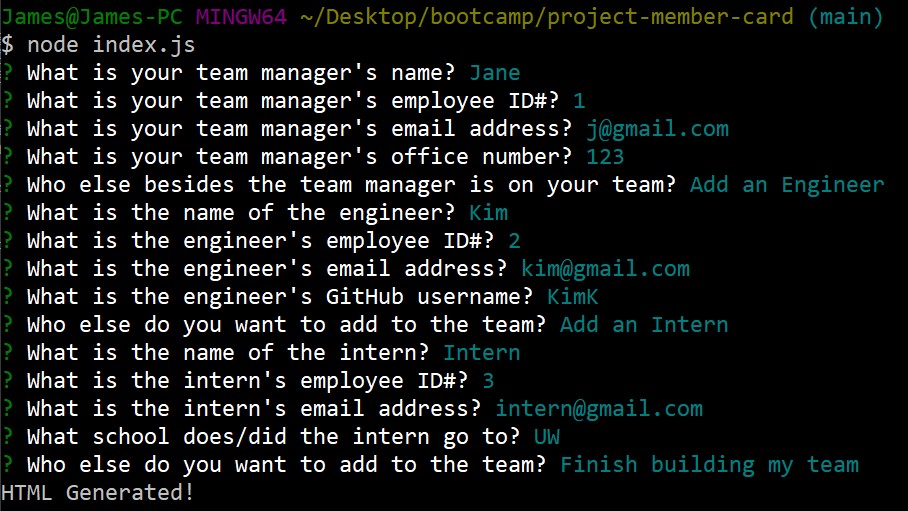 James@James-PC MINGW64 ~/Desktop/bootcamp/project-member-card (main)
$ node index.js
? What is your team manager's name? Jane
? What is your team manager's employee ID#? 1
? What is your team manager's email address? j@gmail.com
? What is your team manager's office number? 123
? Who else besides the team manager is on your team? Add an Engineer
? What is the name of the engineer? Kim
? What is the engineer's employee ID#? 2
? What is the engineer's email address? kim@gmail.com
? What is the engineer's GitHub username? KimK
? Who else do you want to add to the team? Add an Intern
? What is the name of the intern? Intern
? What is the intern's employee ID#? 3
? What is the intern's email address? intern@gmail.com
? What school does/did the intern go to? UW
? Who else do you want to add to the team? Finish building my team
HTML Generated!